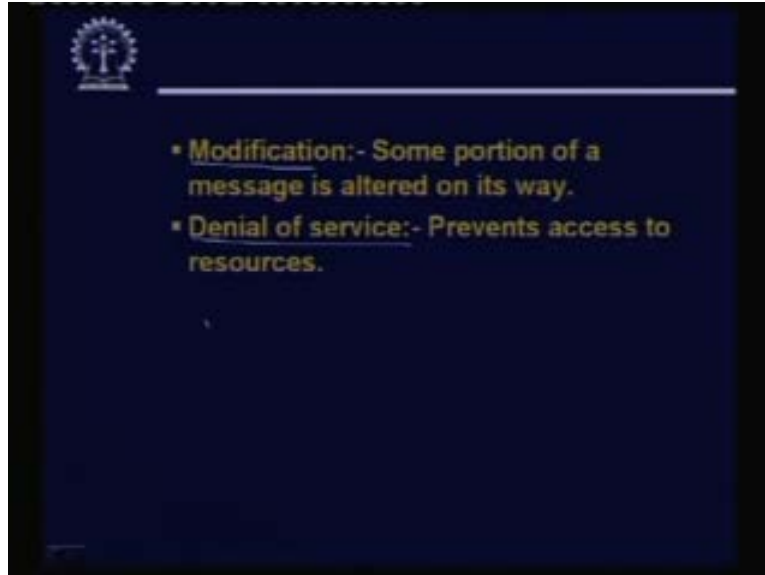 ▪ Modification:- Some portion of a
message is altered on its way.
▪ Denial of service:- Prevents access to
resources.